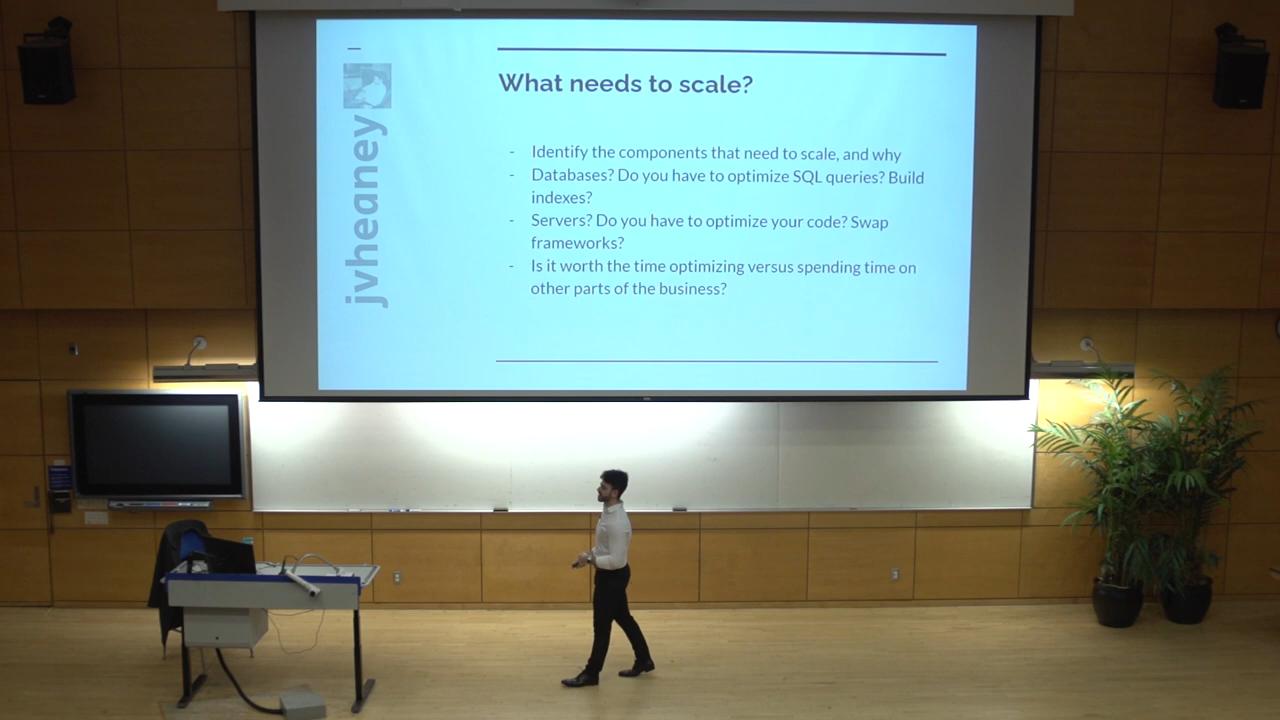 What needs to scale?
jvheaney
- Identify the components that need to scale, and why
- Databases? Do you have to optimize SQL queries? Build
indexes?
- Servers? Do you have to optimize your code? Swap
frameworks?
- Is it worth the time optimizing versus spending time on
other parts of the business?